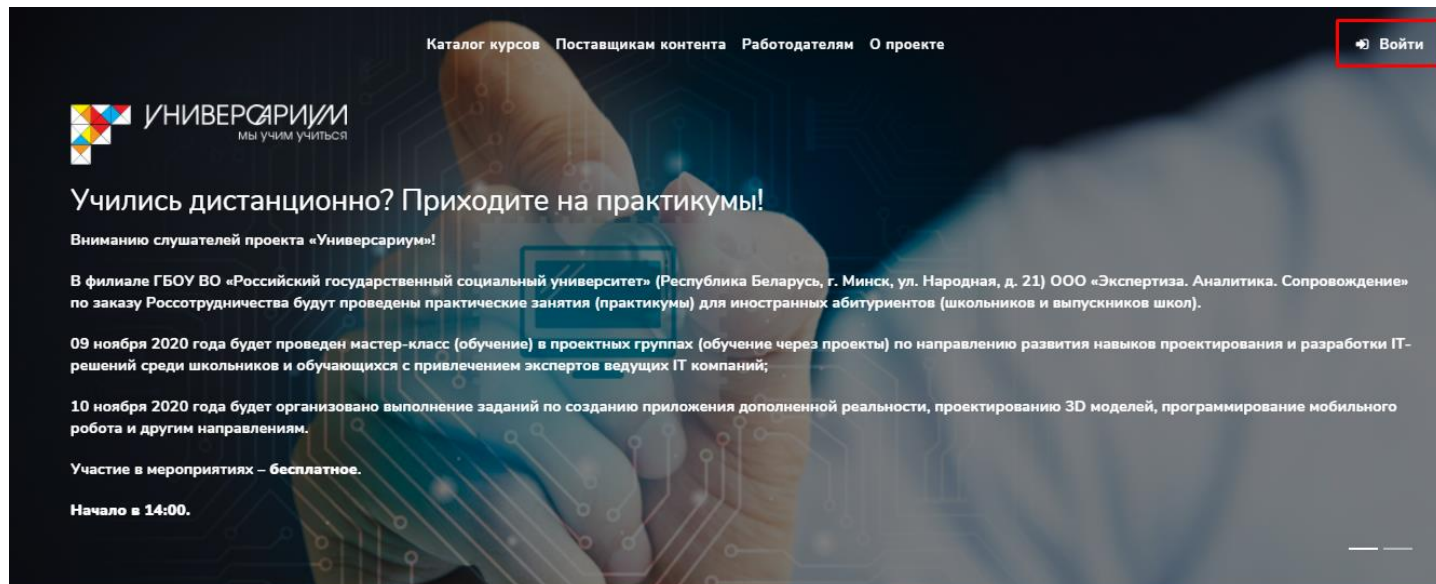 Каталог курсов Поставщикам контента Работодателям О проекте
Войти
УНИВЕРСАРИУМ
МЫ УЧИМ УЧИТЬСЯ
Учились дистанционно? Приходите на практикумы!
Вниманию слушателей проекта «Универсариум»!
В филиале ГБОУ ВО «Российский государственный социальный университет» (Республика Беларусь, г. Минск, ул. Народная, д. 21) ООО «Экспертиза. Аналитика. Сопровождение»
по заказу Россотрудничества будут проведены практические занятия (практикумы) для иностранных абитуриентов (школьников и выпускников школ).
09 ноября 2020 года будет проведен мастер-класс (обучение) в проектных группах (обучение через проекты) по направлению развития навыков проектирования и разработки IT-
решений среди школьников и обучающихся с привлечением экспертов ведущих IT компаний;
10 ноября 2020 года будет организовано выполнение заданий по созданию приложения дополненной реальности, проектированию 3D моделей, программирование мобильного
робота и другим направлениям.
Участие в мероприятиях – бесплатное.
Начало в 14:00.